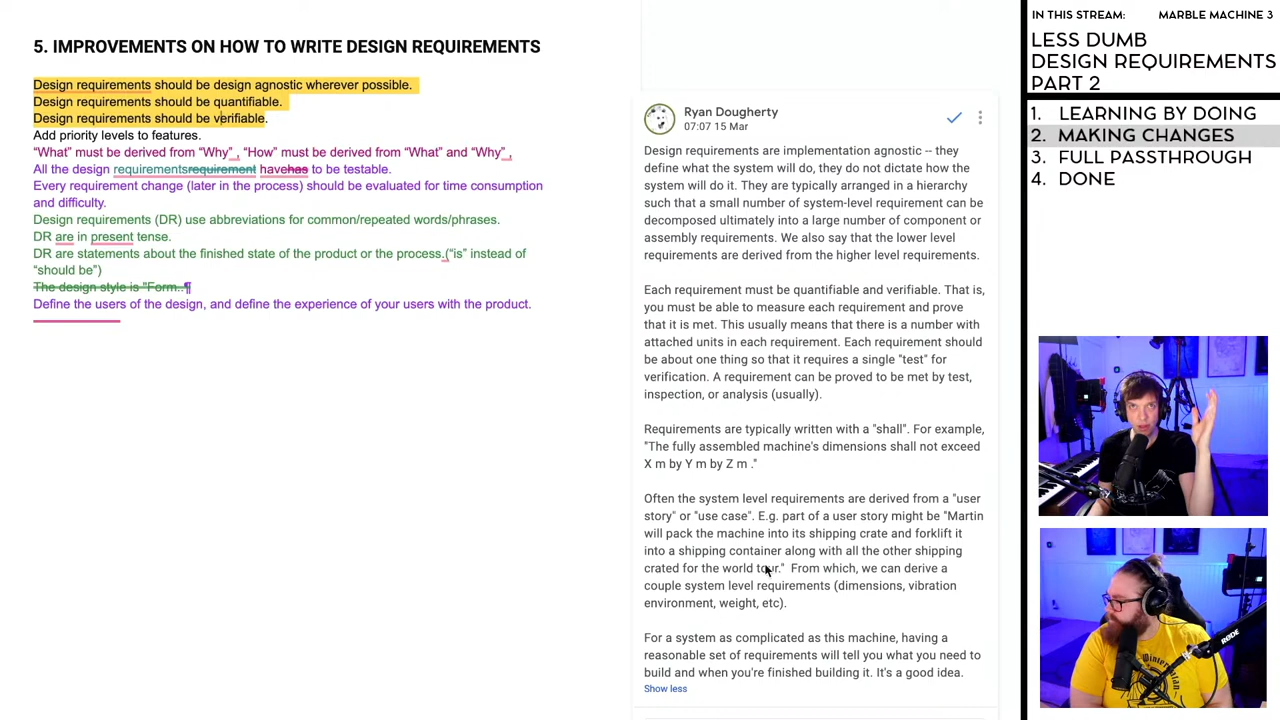 5. IMPROVEMENTS ON HOW TO WRITE DESIGN REQUIREMENTS
Design requirements should be design agnostic wherever possible.
Design requirements should be quantifiable.
Design requirements should be verifiable.
Add priority levels to features.
“What” must be derived from “Why” , “How” must be derived from “What” and “Why” ,
All the design requirementsrequirement havehas to be testable.
Every requirement change (later in the process) should be evaluated for time consumption
and difficulty.
Design requirements (DR) use abbreviations for common/repeated words/phrases.
DR are in present tense.
DR are statements about the finished state of the product or the process.(“is” instead of
“should be”)
The design style is “Form..¶
Define the users of the design, and define the experience of your users with the product.
Ryan Dougherty
07:07 15 Mar
Design requirements are implementation agnostic -- they
define what the system will do, they do not dictate how the
system will do it. They are typically arranged in a hierarchy
such that a small number of system-level requirement can be
decomposed ultimately into a large number of component or
assembly requirements. We also say that the lower level
requirements are derived from the higher level requirements.
Each requirement must be quantifiable and verifiable. That is,
you must be able to measure each requirement and prove
that it is met. This usually means that there is a number with
attached units in each requirement. Each requirement should
be about one thing so that it requires a single "test" for
verification. A requirement can be proved to be met by test,
inspection, or analysis (usually).
Requirements are typically written with a "shall". For example,
"The fully assembled machine's dimensions shall not exceed
X m by Y m by Z m ."
Often the system level requirements are derived from a "user
story" or "use case". E.g. part of a user story might be "Martin
will pack the machine into its shipping crate and forklift it
into a shipping container along with all the other shipping
crated for the world tour." From which, we can derive a
couple system level requirements (dimensions, vibration
environment, weight, etc).
For a system as complicated as this machine, having a
reasonable set of requirements will tell you what you need to
build and when you're finished building it. It's a good idea.
Show less
IN THIS STREAM: MARBLE MACHINE 3
LESS DUMB
DESIGN REQUIREMENTS
PART 2
1. LEARNING BY DOING
2. MAKING CHANGES
3. FULL PASSTHROUGH
4. DONE
RODE